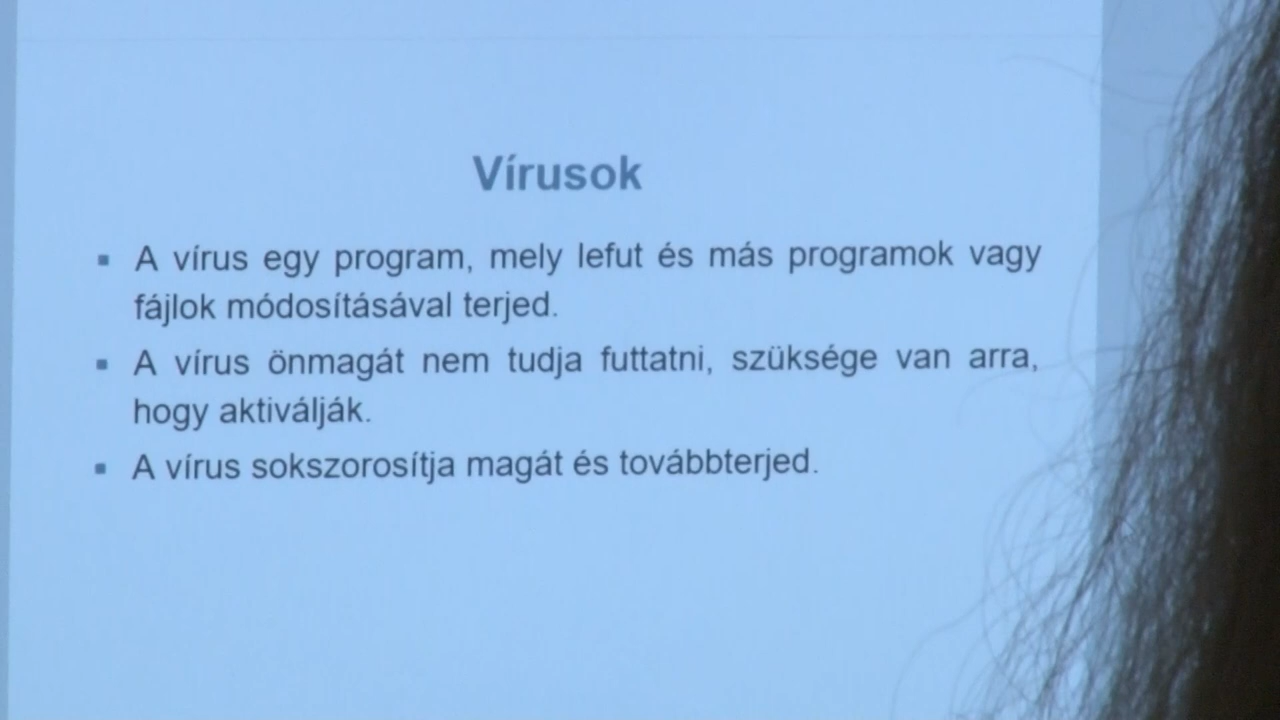 Vírusok
▪ A vírus egy program, mely lefut és más programok vagy
fájlok módosításával terjed.
▪ A vírus önmagát nem tudja futtatni, szüksége van arra,
hogy aktiválják.
▪ A vírus sokszorosítja magát és továbbterjed.